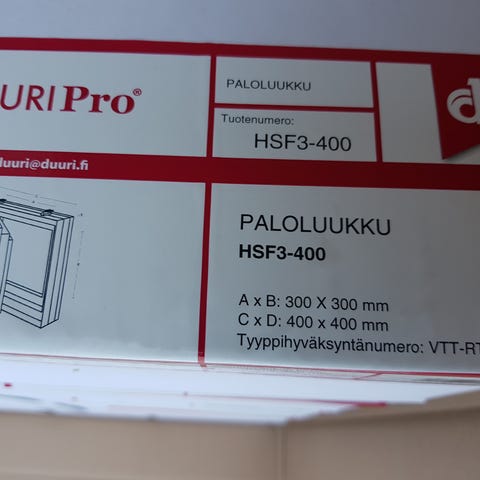 URI Pro®
PALOLUUKKU
Tuotenumero:
HSF3-400
duuri@duuri.fi
PALOLUUKKU
HSF3-400
A x B: 300 X 300 mm
C x D: 400 x 400 mm
Tyyppihyväksyntänumero: VTT-RT